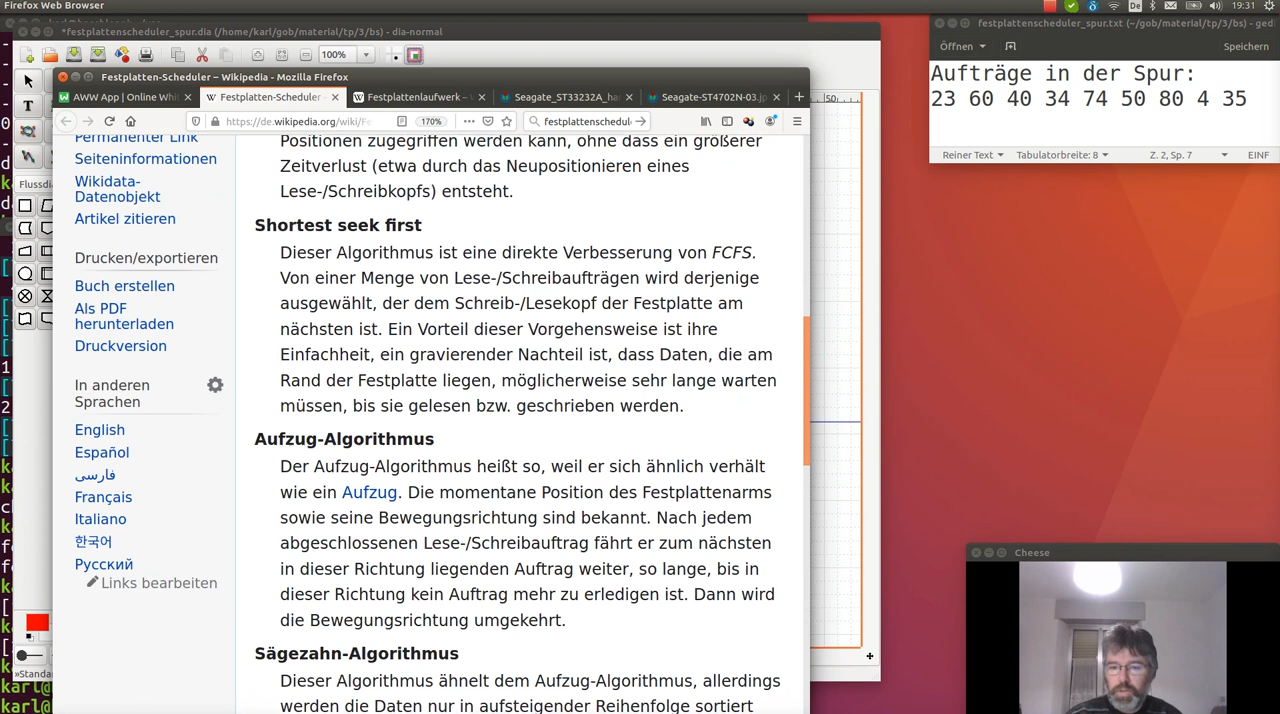 Firefox Web Browser
De
19:31
*festplattenscheduler_spur.dia (/home/karl/gob/material/tp/3/bs) - dia-normal
100%
Festplatten-Scheduler – Wikipedia - Mozilla Firefox
AWW App | Online Whi
Festplatten-Scheduler –
Festplattenlaufwerk –
Seagate_ST33232A_ha
Seagate-ST4702N-03.jp
https://de.wikipedia.org/wiki/Fe
170%
festplattenschedul
Flussdia
50
Permanenter Link
Seiteninformationen
Wikidata-
Datenobjekt
Artikel zitieren
Drucken/exportieren
Buch erstellen
Als PDF
herunterladen
Druckversion
In anderen
Sprachen
English
Español
فارسی
Français
Italiano
한국어
Русский
Links bearbeiten
Positionen zugegriffen werden kann, ohne dass ein größerer
Zeitverlust (etwa durch das Neupositionieren eines
Lese-/Schreibkopfs) entsteht.
Shortest seek first
Dieser Algorithmus ist eine direkte Verbesserung von FCFS.
Von einer Menge von Lese-/Schreibaufträgen wird derjenige
ausgewählt, der dem Schreib-/Lesekopf der Festplatte am
nächsten ist. Ein Vorteil dieser Vorgehensweise ist ihre
Einfachheit, ein gravierender Nachteil ist, dass Daten, die am
Rand der Festplatte liegen, möglicherweise sehr lange warten
müssen, bis sie gelesen bzw. geschrieben werden.
Aufzug-Algorithmus
Der Aufzug-Algorithmus heißt so, weil er sich ähnlich verhält
wie ein Aufzug. Die momentane Position des Festplattenarms
sowie seine Bewegungsrichtung sind bekannt. Nach jedem
abgeschlossenen Lese-/Schreibauftrag fährt er zum nächsten
in dieser Richtung liegenden Auftrag weiter, so lange, bis in
dieser Richtung kein Auftrag mehr zu erledigen ist. Dann wird
die Bewegungsrichtung umgekehrt.
Sägezahn-Algorithmus
Dieser Algorithmus ähnelt dem Aufzug-Algorithmus, allerdings
werden die Daten nur in aufsteigender Reihenfolge sortiert
»Standa
karl@
karl@
festplattenscheduler_spur.txt (~/gob/material/tp/3/bs) - ged
Öffnen
Speichern
Aufträge in der Spur:
23 60 40 34 74 50 80 4 35
Reiner Text
Tabulatorbreite: 8
Z. 2, Sp. 7
EINF
Cheese